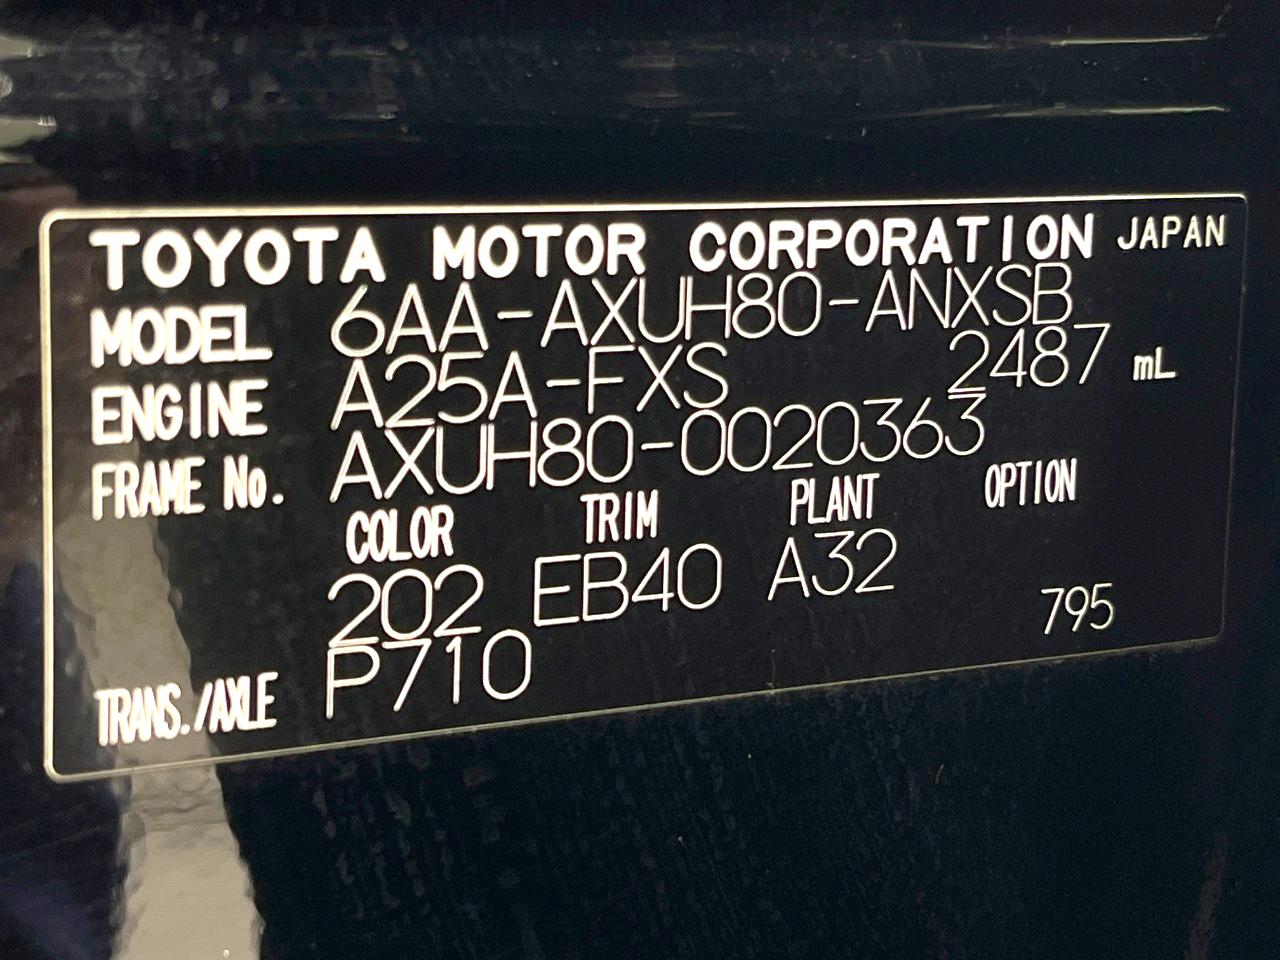 TOYOTA MOTOR CORPORATION JAPAN
MODEL 6AA-AXUH80-ANXSB
ENGINE A25A-FXS 2487 mL
FRAME No. AXUH80-0020363
COLOR TRIM PLANT OPTION
202 EB40 A32
TRANS./AXLE P710 795